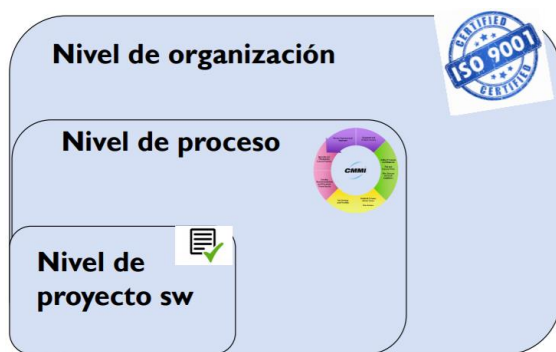 Nivel de organización
CERTIFIED
ISO 9001
CERTIFIED
Nivel de proceso
CMMI
Nivel de
proyecto sw